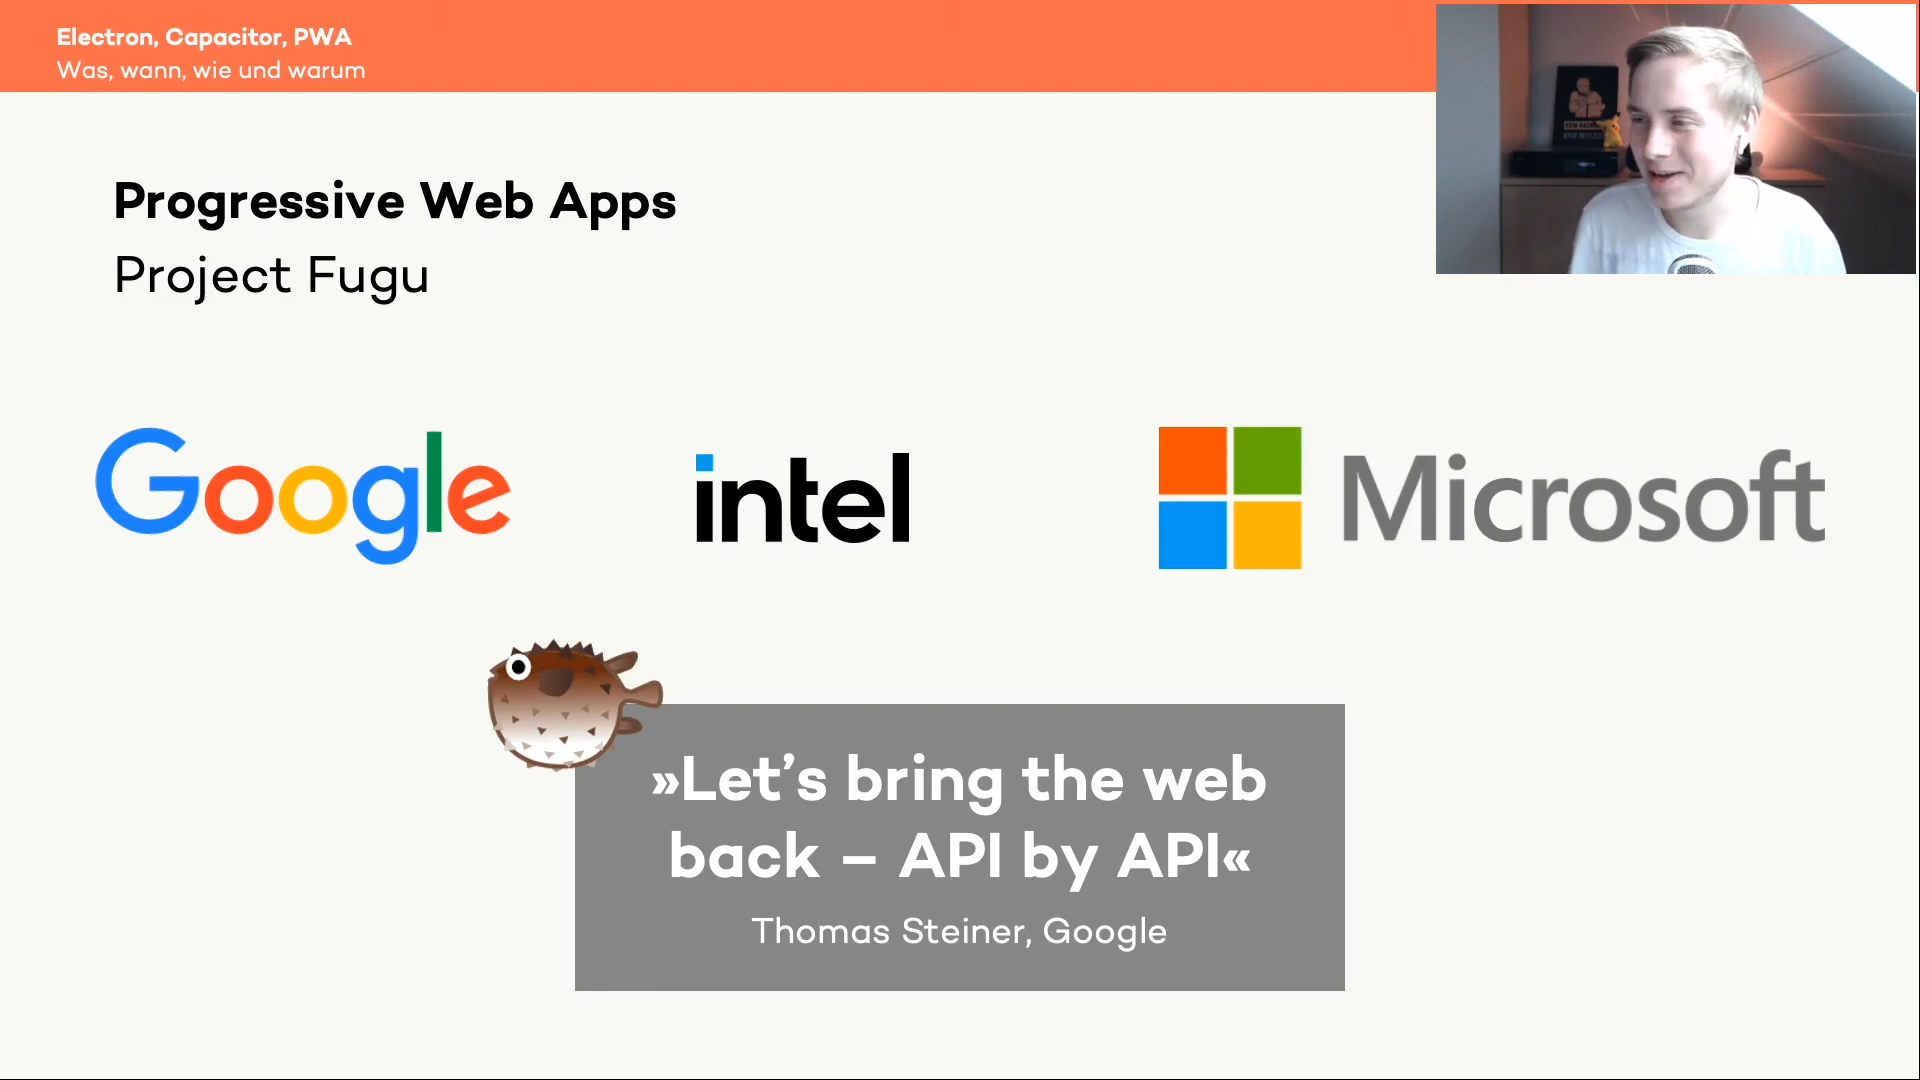 Electron, Capacitor, PWA
Was, wann, wie und warum
Progressive Web Apps
Project Fugu
Google
intel
Microsoft
»Let’s bring the web
back – API by API«
Thomas Steiner, Google